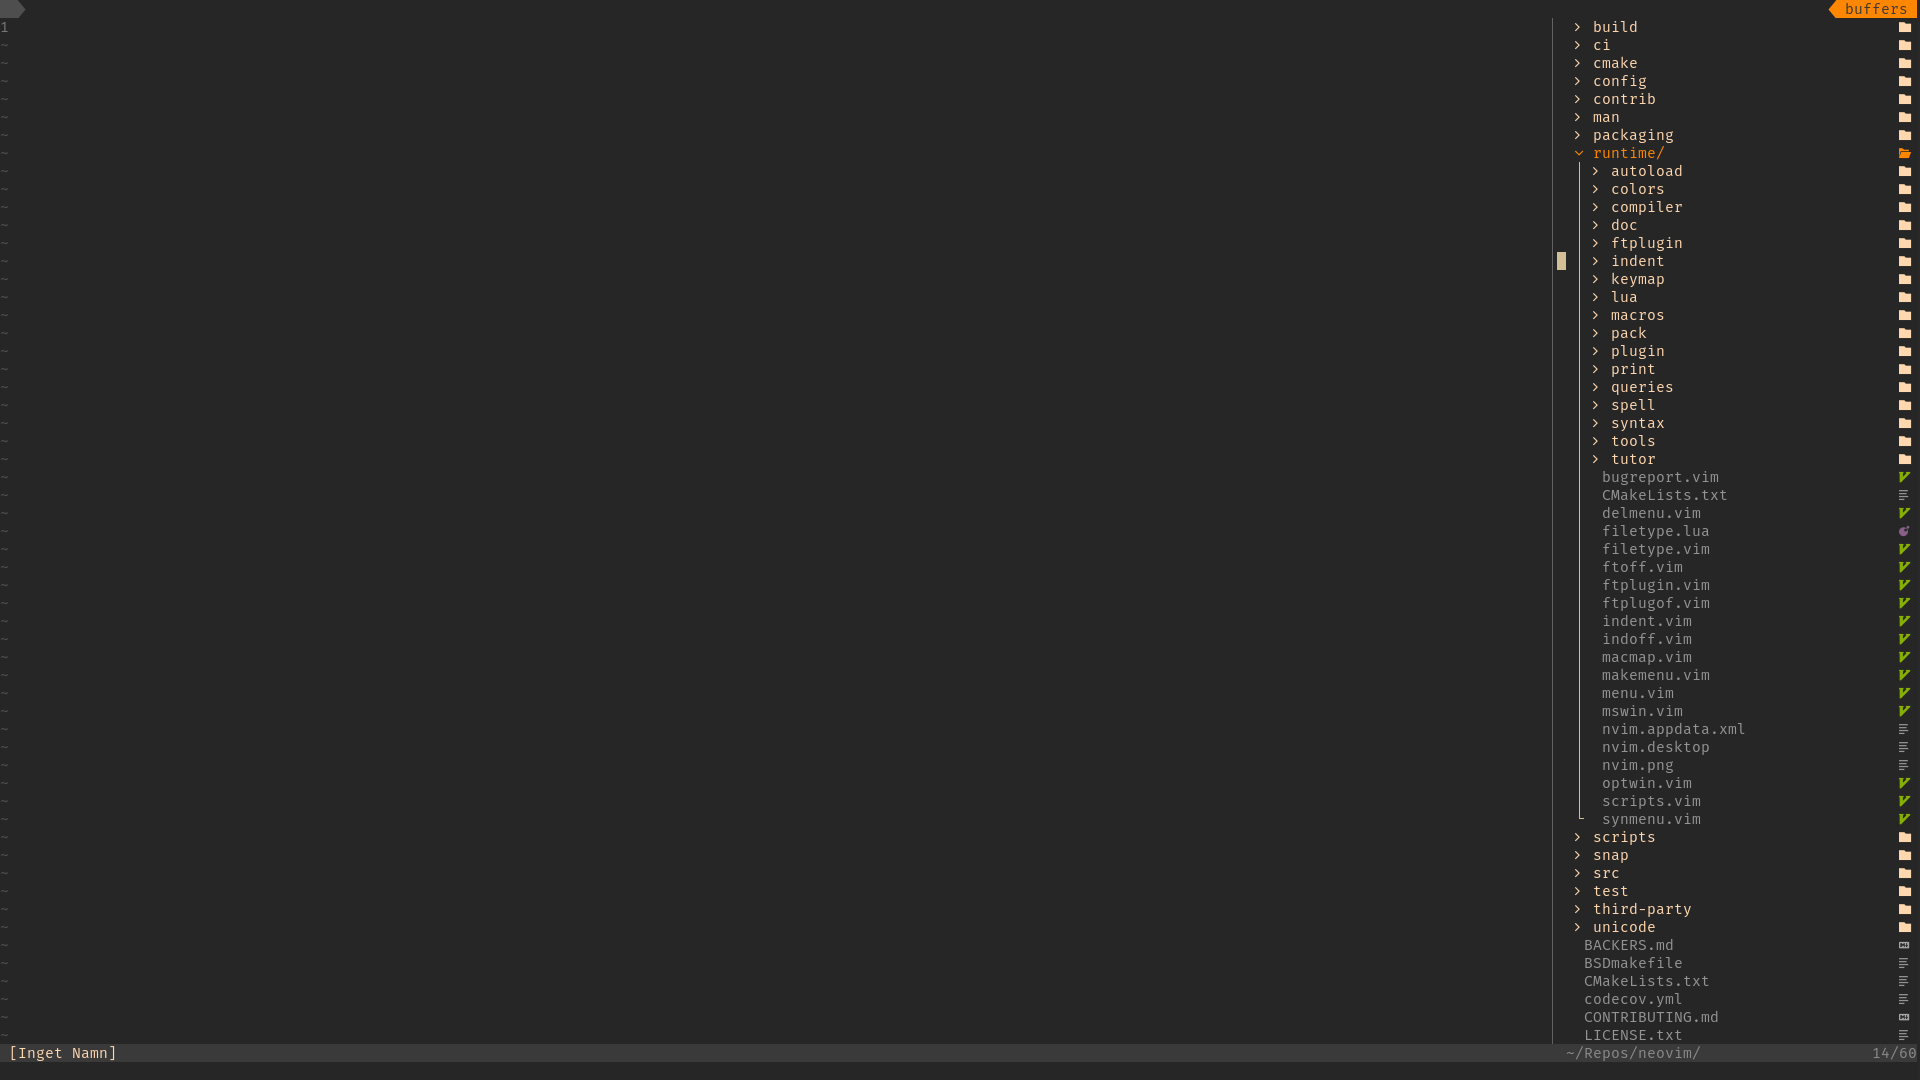 buffers
1
build
ci
cmake
config
contrib
man
packaging
runtime/
autoload
colors
compiler
doc
ftplugin
indent
keymap
lua
macros
pack
plugin
print
queries
spell
syntax
tools
tutor
bugreport.vim
CMakeLists.txt
delmenu.vim
filetype.lua
filetype.vim
ftoff.vim
ftplugin.vim
ftplugof.vim
indent.vim
indoff.vim
macmap.vim
makemenu.vim
menu.vim
mswin.vim
nvim.appdata.xml
nvim.desktop
nvim.png
optwin.vim
scripts.vim
synmenu.vim
scripts
snap
src
test
third-party
unicode
BACKERS.md
BSDmakefile
CMakeLists.txt
codecov.yml
CONTRIBUTING.md
LICENSE.txt
[Inget Namn] ~/Repos/neovim/ 14/60